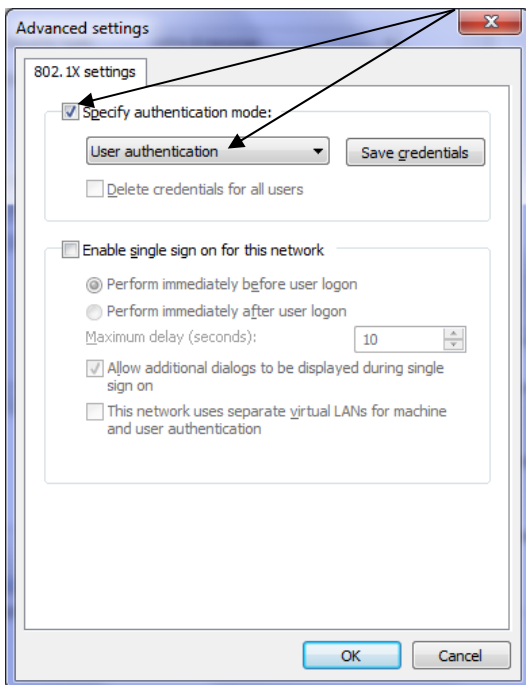 Advanced settings
802.1X settings
Specify authentication mode:
User authentication
Save credentials
Delete credentials for all users
Enable single sign on for this network
Perform immediately before user logon
Perform immediately after user logon
Maximum delay (seconds):
10
Allow additional dialogs to be displayed during single
sign on
This network uses separate virtual LANs for machine
and user authentication
OK
Cancel